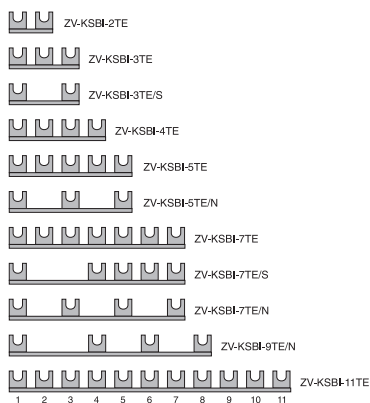 ZV-KSBI-2TE
ZV-KSBI-3TE
ZV-KSBI-3TE/S
ZV-KSBI-4TE
ZV-KSBI-5TE
ZV-KSBI-5TE/N
ZV-KSBI-7TE
ZV-KSBI-7TE/S
ZV-KSBI-7TE/N
ZV-KSBI-9TE/N
ZV-KSBI-11TE
1 2 3 4 5 6 7 8 9 10 11